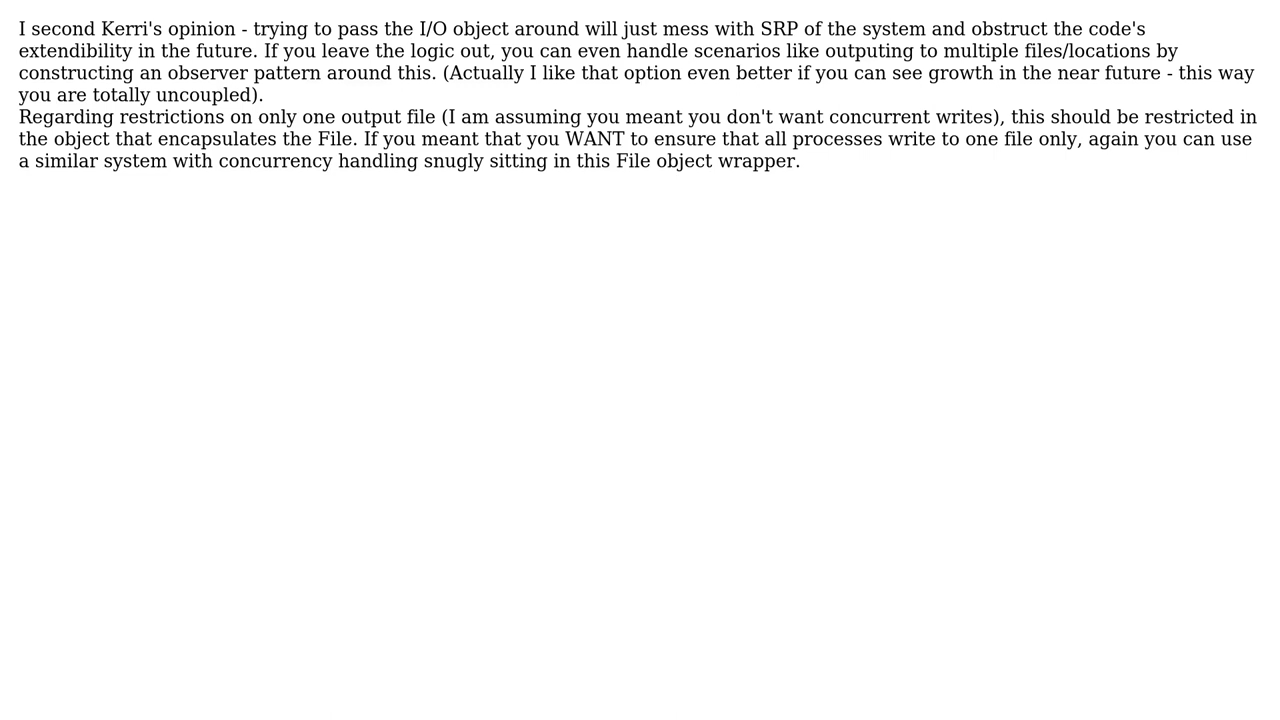 I second Kerri's opinion - trying to pass the I/O object around will just mess with SRP of the system and obstruct the code's
extendibility in the future. If you leave the logic out, you can even handle scenarios like outputing to multiple files/locations by
constructing an observer pattern around this. (Actually I like that option even better if you can see growth in the near future - this way
you are totally uncoupled).
Regarding restrictions on only one output file (I am assuming you meant you don't want concurrent writes), this should be restricted in
the object that encapsulates the File. If you meant that you WANT to ensure that all processes write to one file only, again you can use
a similar system with concurrency handling snugly sitting in this File object wrapper.